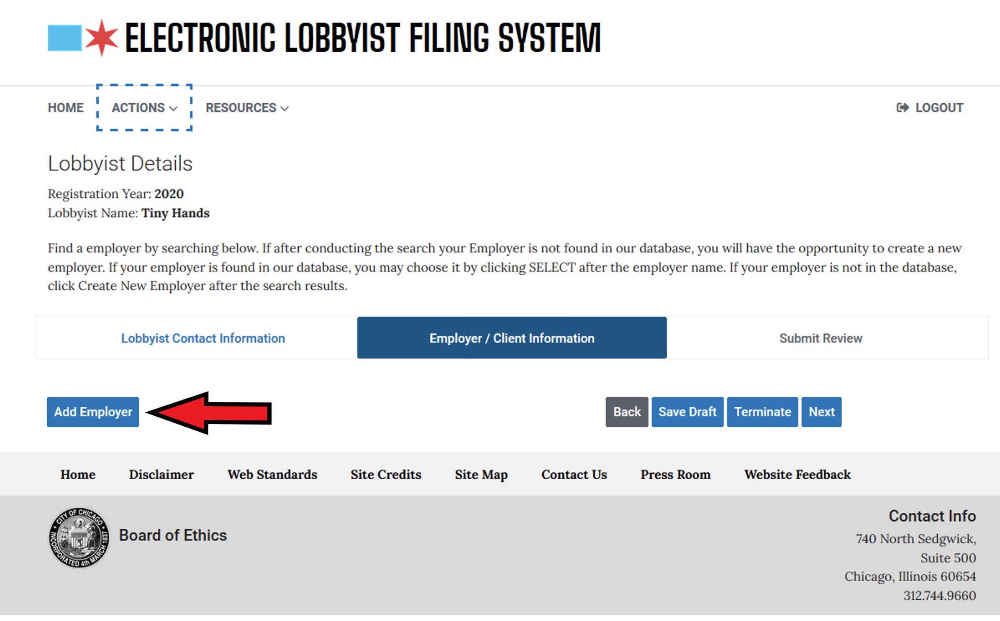 ELECTRONIC LOBBYIST FILING SYSTEM
HOME ACTIONS RESOURCES LOGOUT
Lobbyist Details
Registration Year: 2020
Lobbyist Name: Tiny Hands
Find a employer by searching below. If after conducting the search your Employer is not found in our database, you will have the opportunity to create a new
employer. If your employer is found in our database, you may choose it by clicking SELECT after the employer name. If your employer is not in the database,
click Create New Employer after the search results.
Lobbyist Contact Information Employer / Client Information Submit Review
Add Employer Back Save Draft Terminate Next
Home Disclaimer Web Standards Site Credits Site Map Contact Us Press Room Website Feedback
CITY OF CHICAGO
INCORPORATED 4th MARCH 1837
Board of Ethics
Contact Info
740 North Sedgwick,
Suite 500
Chicago, Illinois 60654
312.744.9660